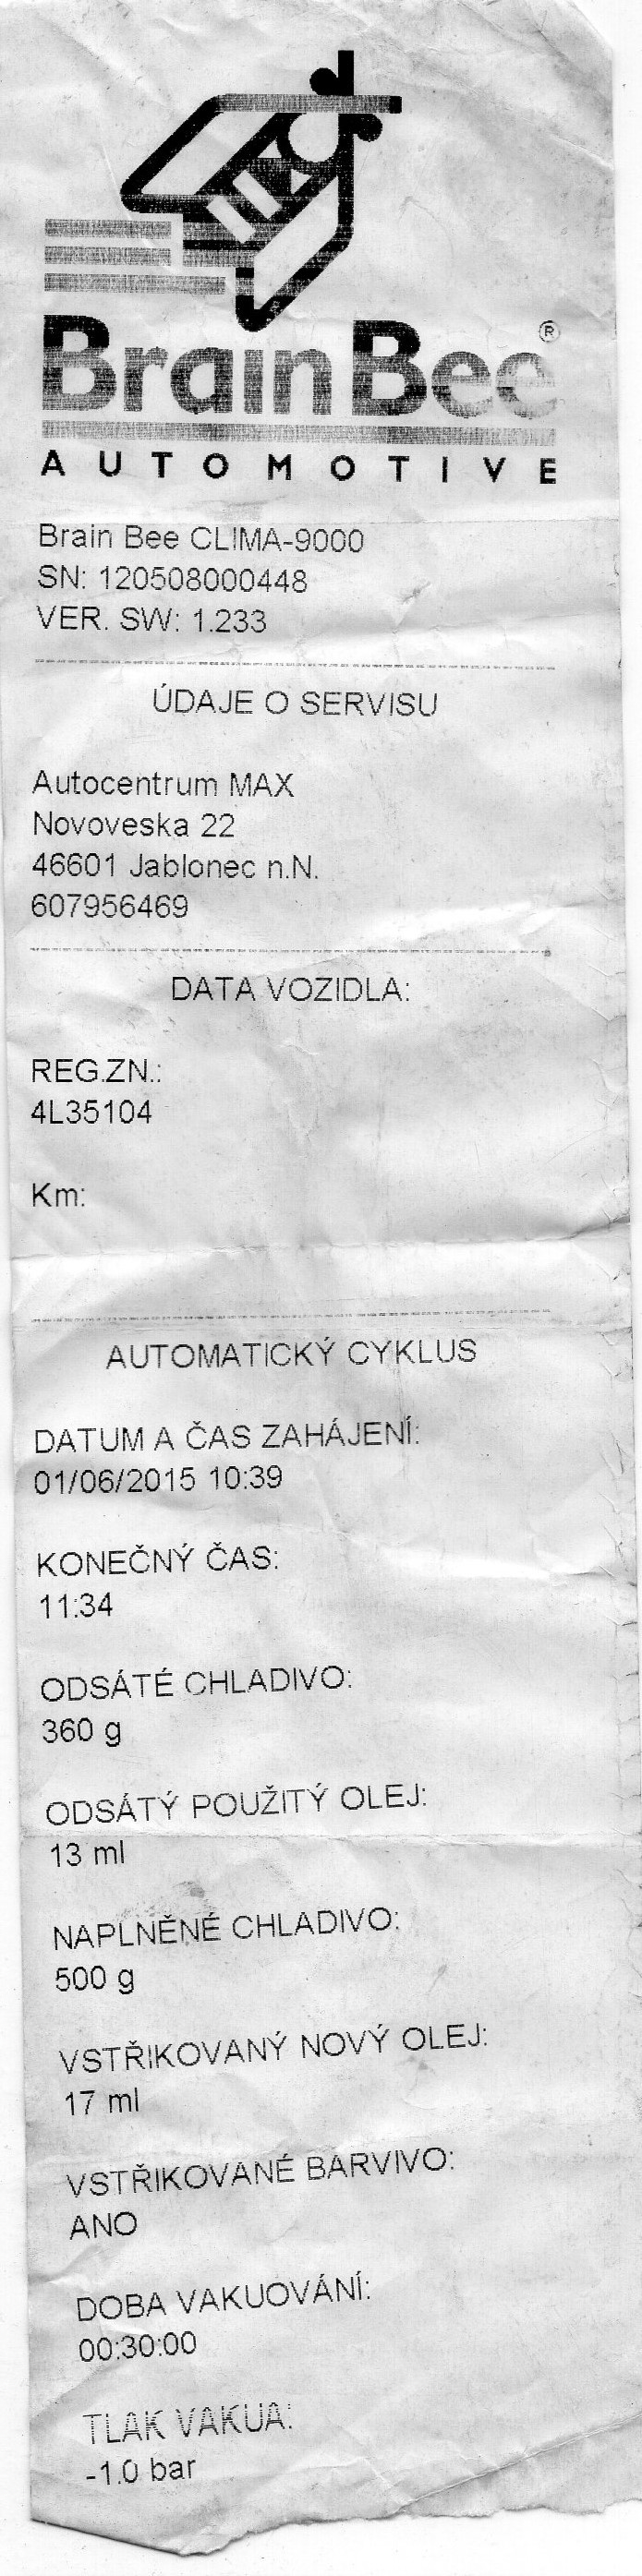 Brain Bee®
AUTOMOTIVE
Brain Bee CLIMA-9000
SN: 120508000448
VER. SW: 1.233
ÚDAJE O SERVISU
Autocentrum MAX
Novoveska 22
46601 Jablonec n.N.
607956469
DATA VOZIDLA:
REG.ZN.:
4L35104
Km:
AUTOMATICKÝ CYKLUS
DATUM A ČAS ZAHÁJENÍ:
01/06/2015 10:39
KONEČNÝ ČAS:
11:34
ODSÁTÉ CHLADIVO:
360 g
ODSÁTÝ POUŽITÝ OLEJ:
13 ml
NAPLNĚNÉ CHLADIVO:
500 g
VSTŘIKOVANÝ NOVÝ OLEJ:
17 ml
VSTŘIKOVANÉ BARVIVO:
ANO
DOBA VAKUOVÁNÍ:
00:30:00
TLAK VAKUA:
-1.0 bar